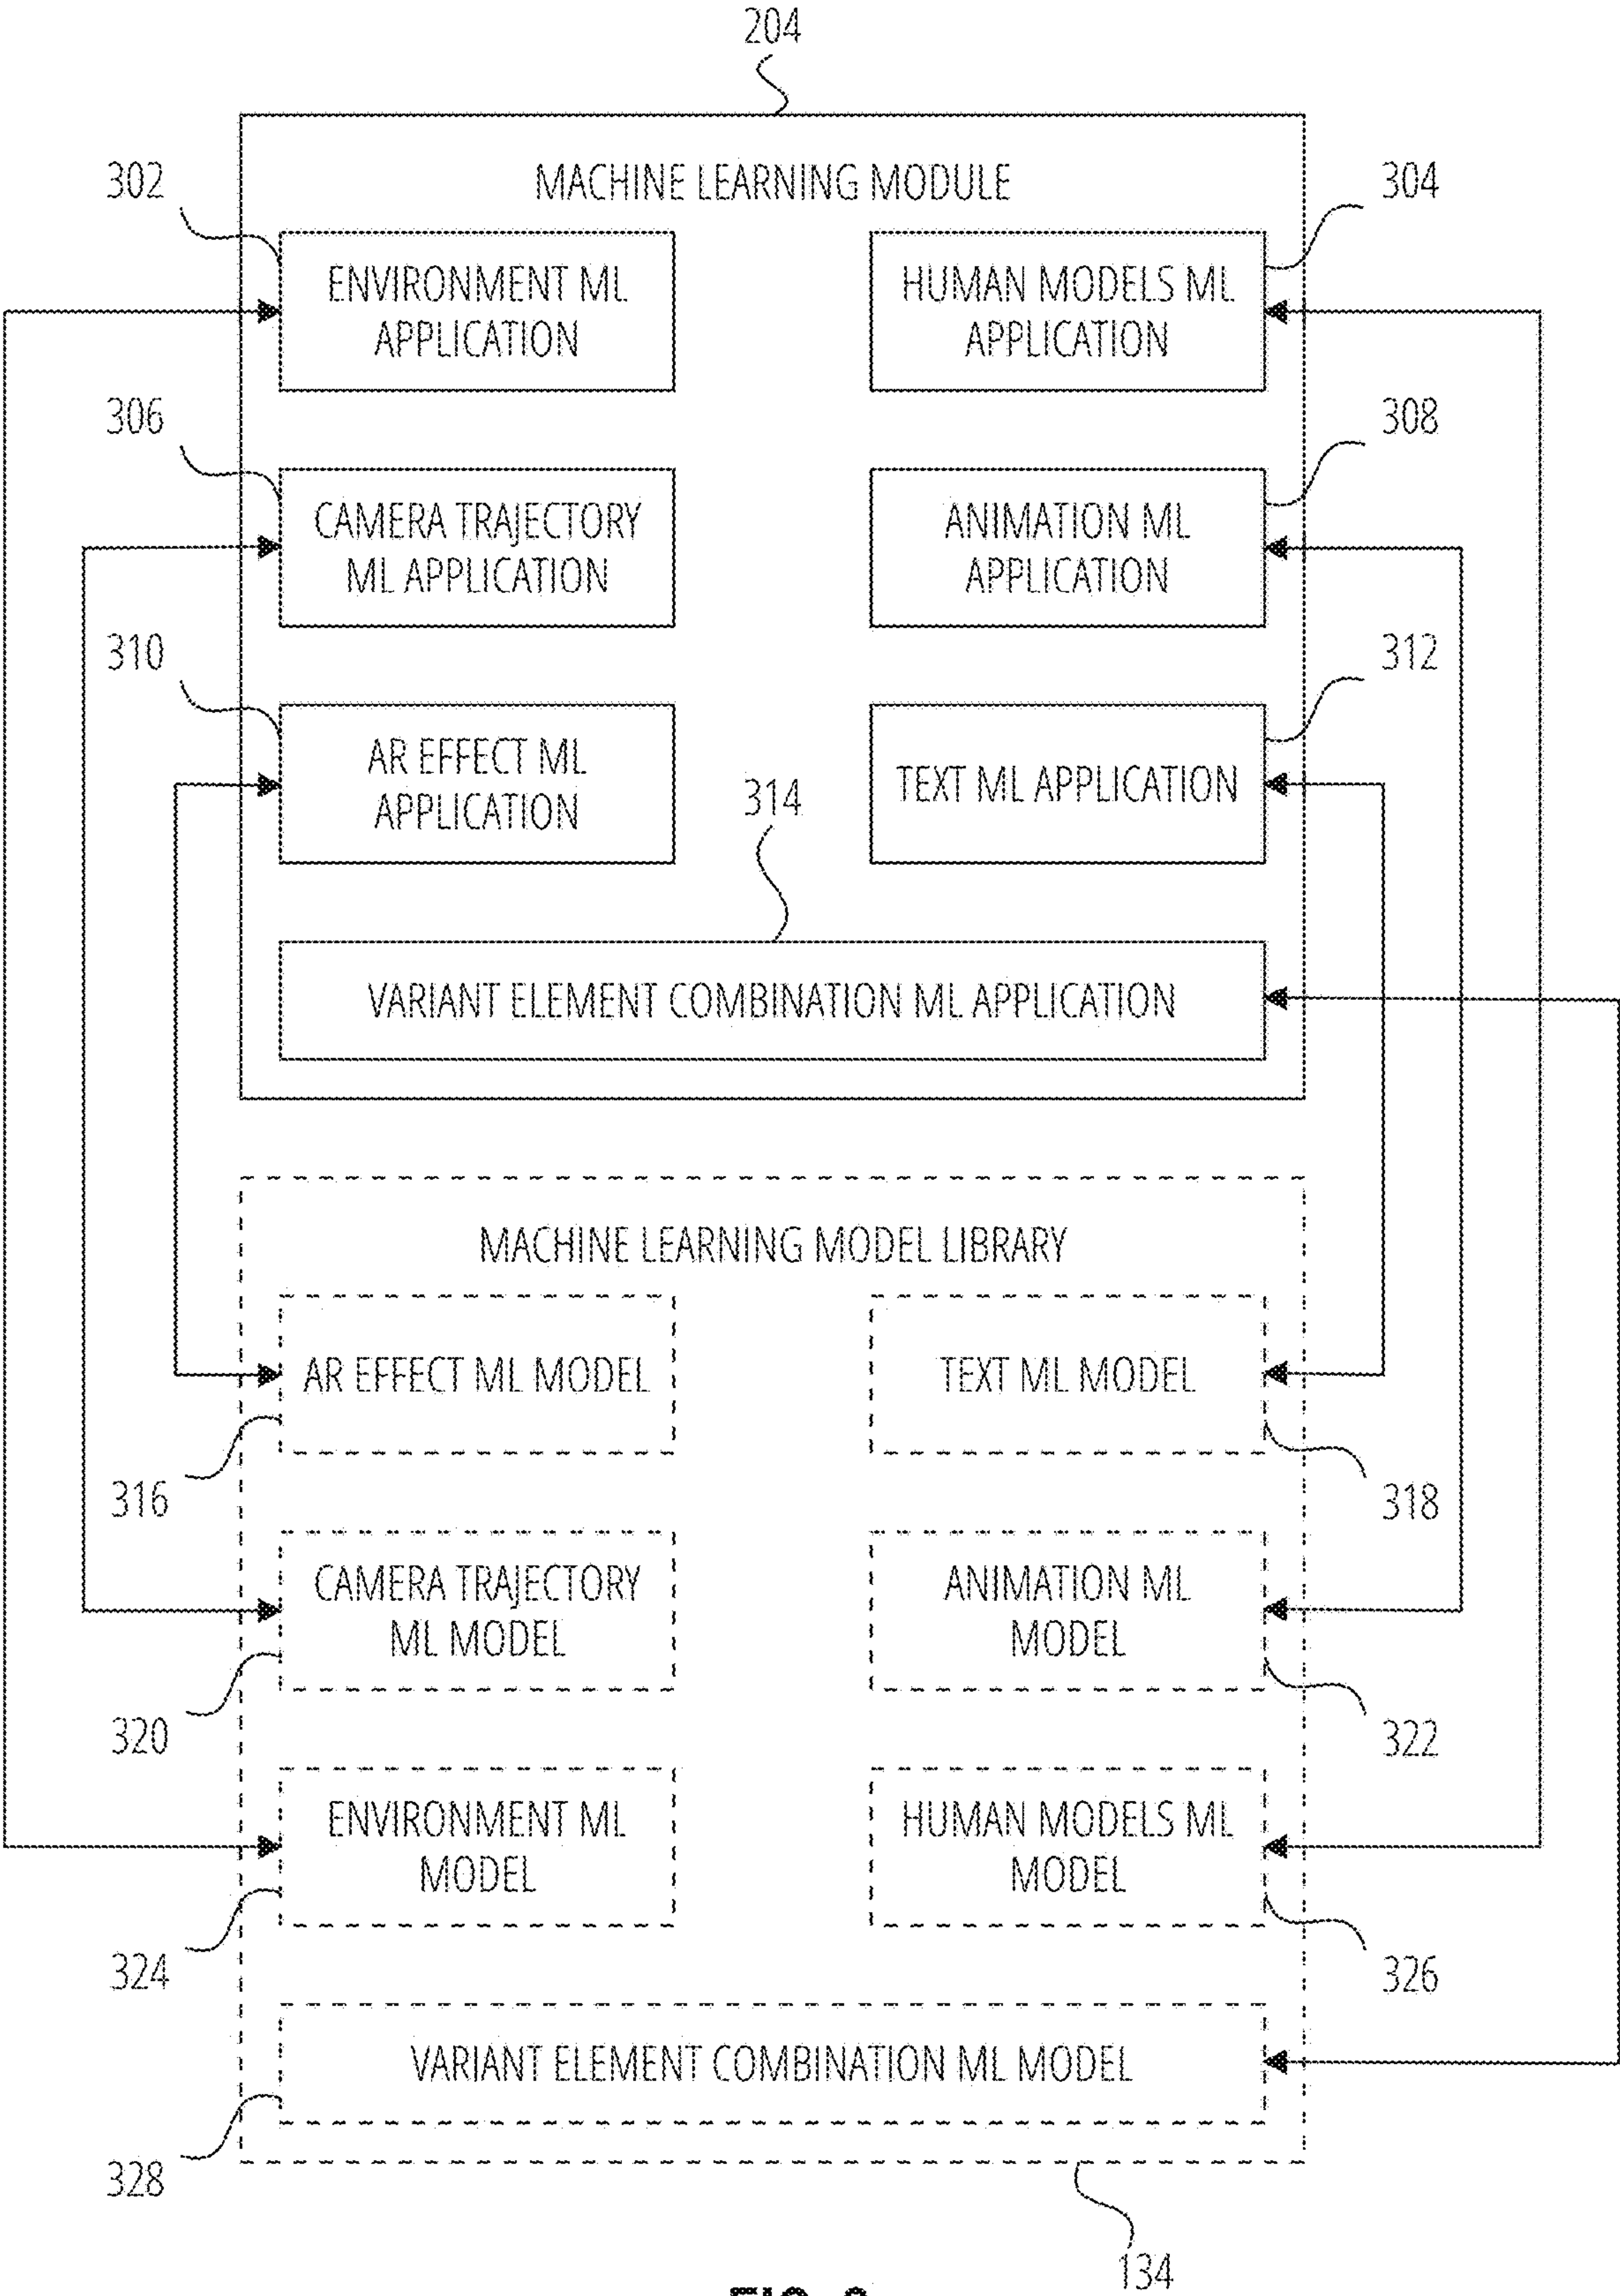 204
MACHINE LEARNING MODULE
302
304
ENVIRONMENT ML
APPLICATION
HUMAN MODELS ML
APPLICATION
306
308
CAMERA TRAJECTORY
ML APPLICATION
ANIMATION ML
APPLICATION
310
312
AR EFFECT ML
APPLICATION
TEXT ML APPLICATION
314
VARIANT ELEMENT COMBINATION ML APPLICATION
MACHINE LEARNING MODEL LIBRARY
AR EFFECT ML MODEL
TEXT ML MODEL
316
318
CAMERA TRAJECTORY
ML MODEL
ANIMATION ML
MODEL
320
322
ENVIRONMENT ML
MODEL
HUMAN MODELS ML
MODEL
324
326
VARIANT ELEMENT COMBINATION ML MODEL
328
134